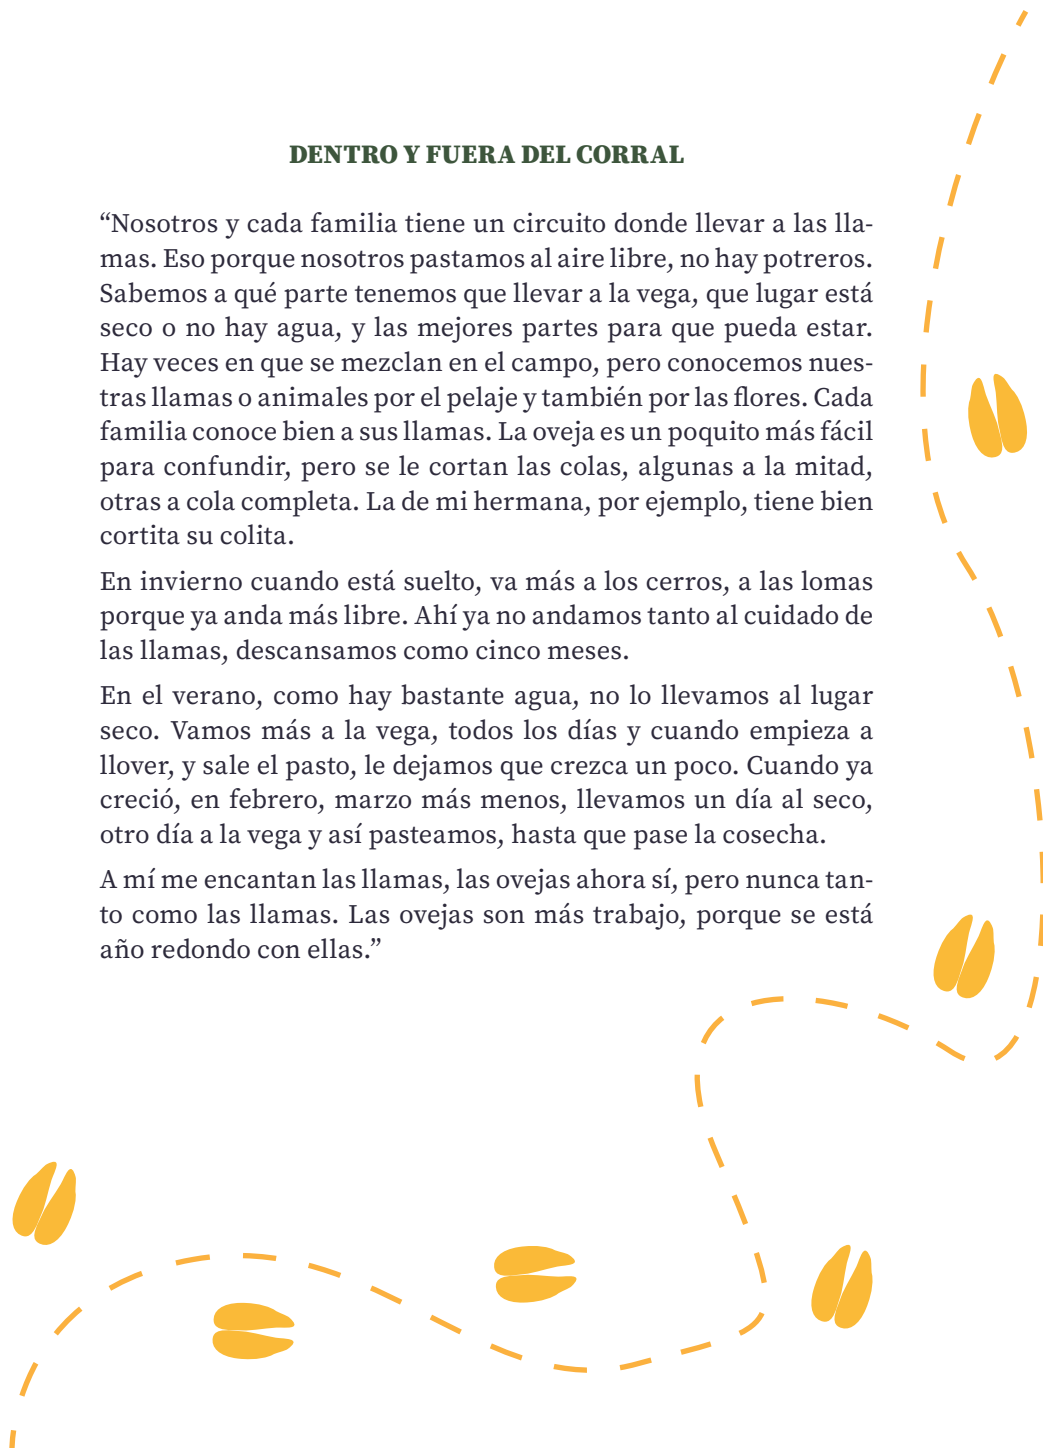 DENTRO Y FUERA DEL CORRAL
“Nosotros y cada familia tiene un circuito donde llevar a las lla-
mas. Eso porque nosotros pastamos al aire libre, no hay potreros.
Sabemos a qué parte tenemos que llevar a la vega, que lugar está
seco o no hay agua, y las mejores partes para que pueda estar.
Hay veces en que se mezclan en el campo, pero conocemos nues-
tras llamas o animales por el pelaje y también por las flores. Cada
familia conoce bien a sus llamas. La oveja es un poquito más fácil
para confundir, pero se le cortan las colas, algunas a la mitad,
otras a cola completa. La de mi hermana, por ejemplo, tiene bien
cortita su colita.
En invierno cuando está suelto, va más a los cerros, a las lomas
porque ya anda más libre. Ahí ya no andamos tanto al cuidado de
las llamas, descansamos como cinco meses.
En el verano, como hay bastante agua, no lo llevamos al lugar
seco. Vamos más a la vega, todos los días y cuando empieza a
llover, y sale el pasto, le dejamos que crezca un poco. Cuando ya
creció, en febrero, marzo más menos, llevamos un día al seco,
otro día a la vega y así pasteamos, hasta que pase la cosecha.
A mí me encantan las llamas, las ovejas ahora sí, pero nunca tan-
to como las llamas. Las ovejas son más trabajo, porque se está
año redondo con ellas.”